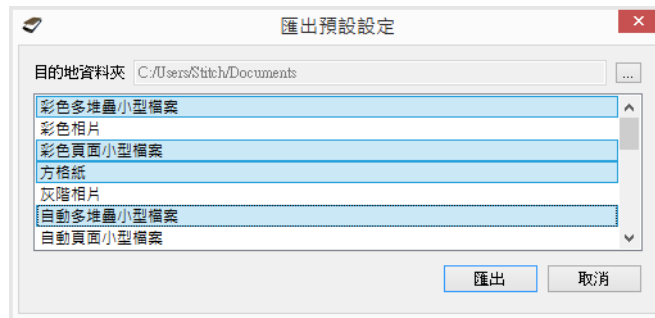 匯出預設設定
目的地資料夾 C:/Users/Stitch/Documents ...
彩色多堆疊小型檔案
彩色相片
彩色頁面小型檔案
方格紙
灰階相片
自動多堆疊小型檔案
自動頁面小型檔案
匯出 取消